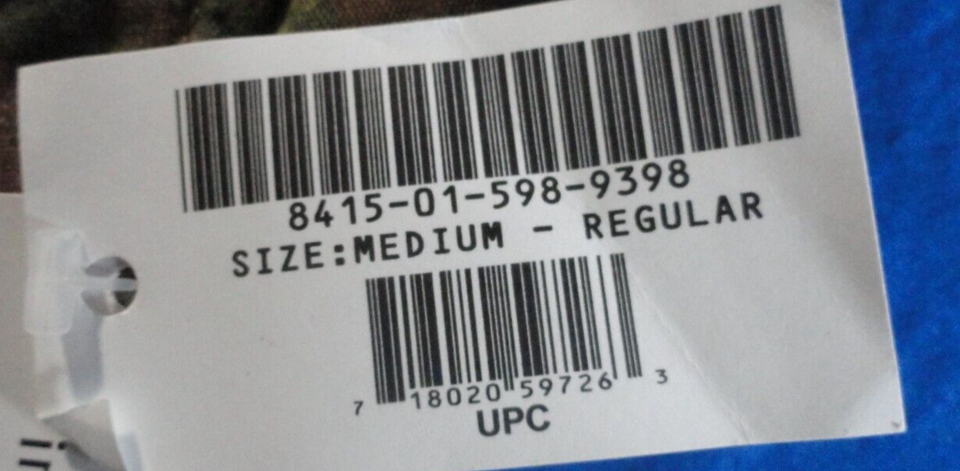 8415-01-598-9398
SIZE:MEDIUM - REGULAR
7 18020 59726 3
UPC